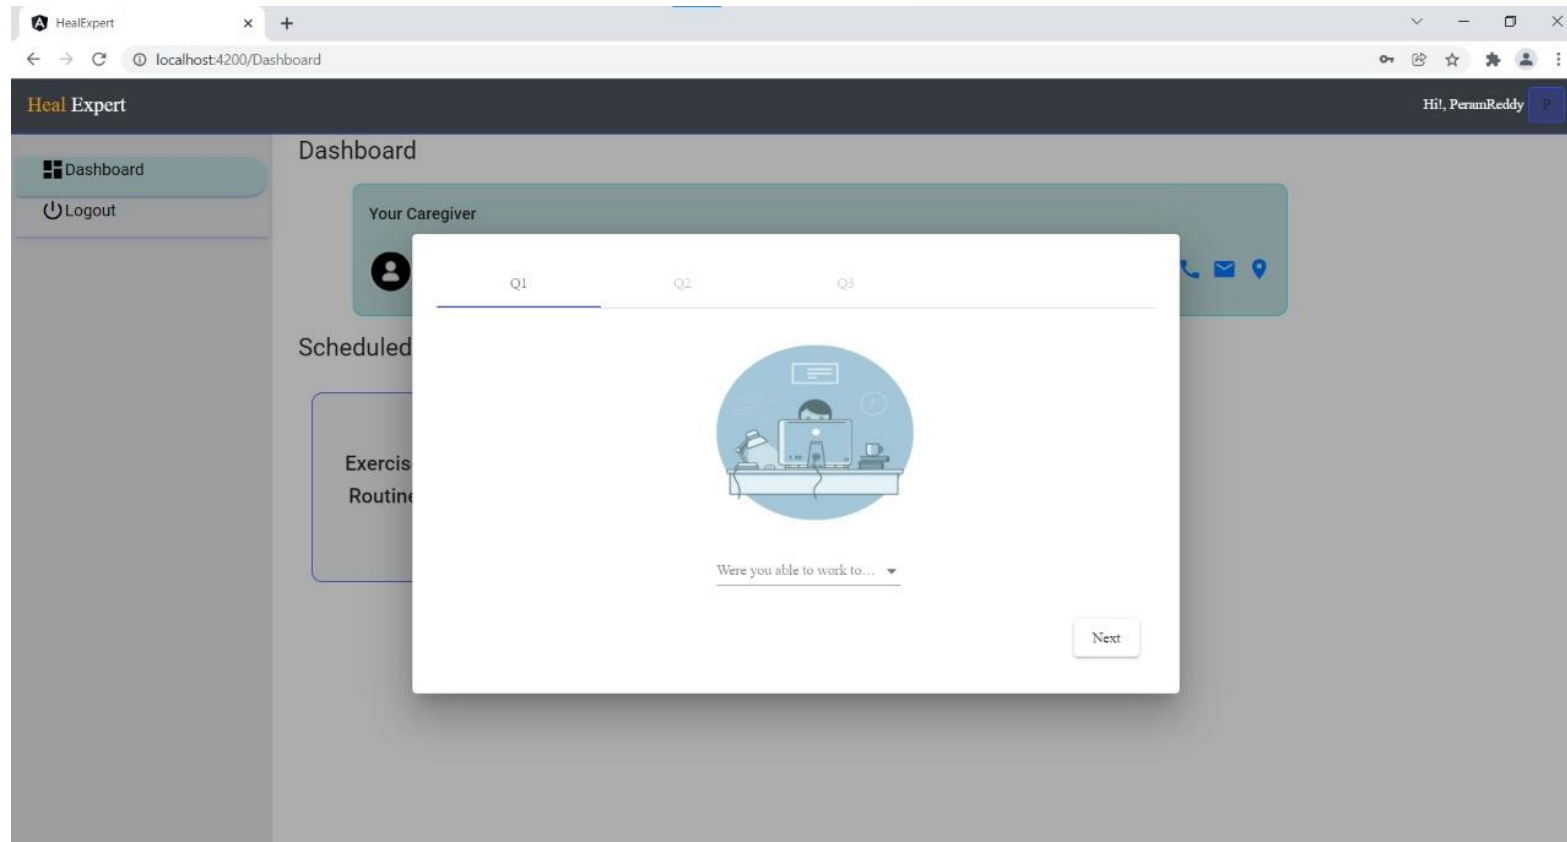 HealExpert
localhost:4200/Dashboard
Heal Expert
Hi!, PeramReddy P
Dashboard
Logout
Dashboard
Your Caregiver
Q1 Q2 Q3
Scheduled
Exercis
Routine
Were you able to work to...
Next